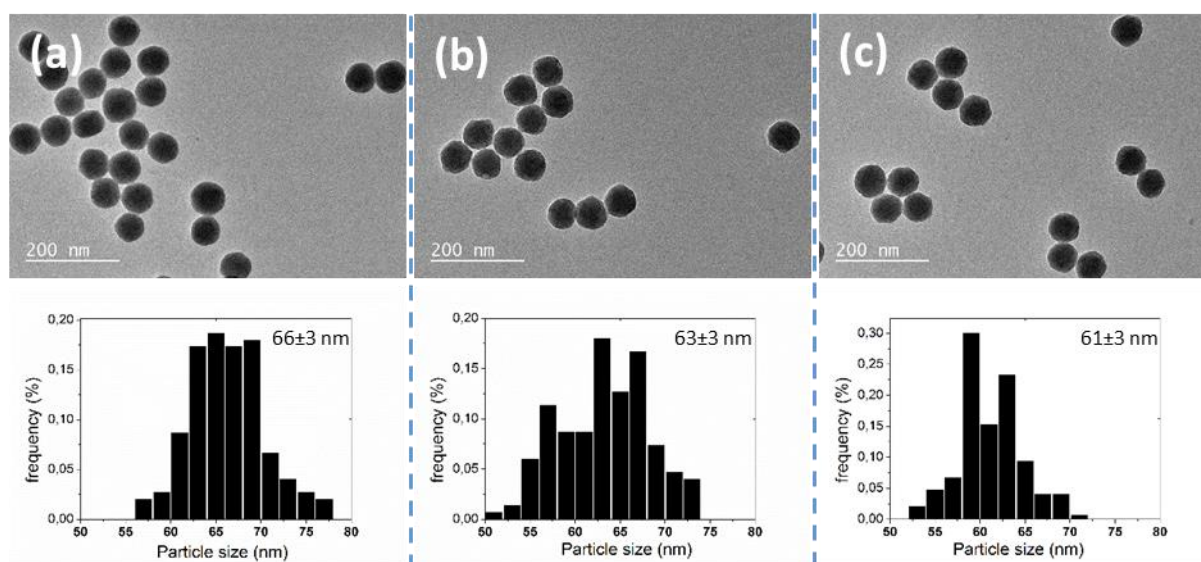 (a)
200 nm
(b)
200 nm
(c)
200 nm
0,20
0,15
0,10
0,05
0,00
frequency (%)
66±3 nm
50 55 60 65 70 75 80
Particle size (nm)
0,20
0,15
0,10
0,05
0,00
frequency (%)
63±3 nm
50 55 60 65 70 75 80
Particle size (nm)
0,30
0,25
0,20
0,15
0,10
0,05
0,00
frequency (%)
61±3 nm
50 55 60 65 70 75 80
Particle size (nm)